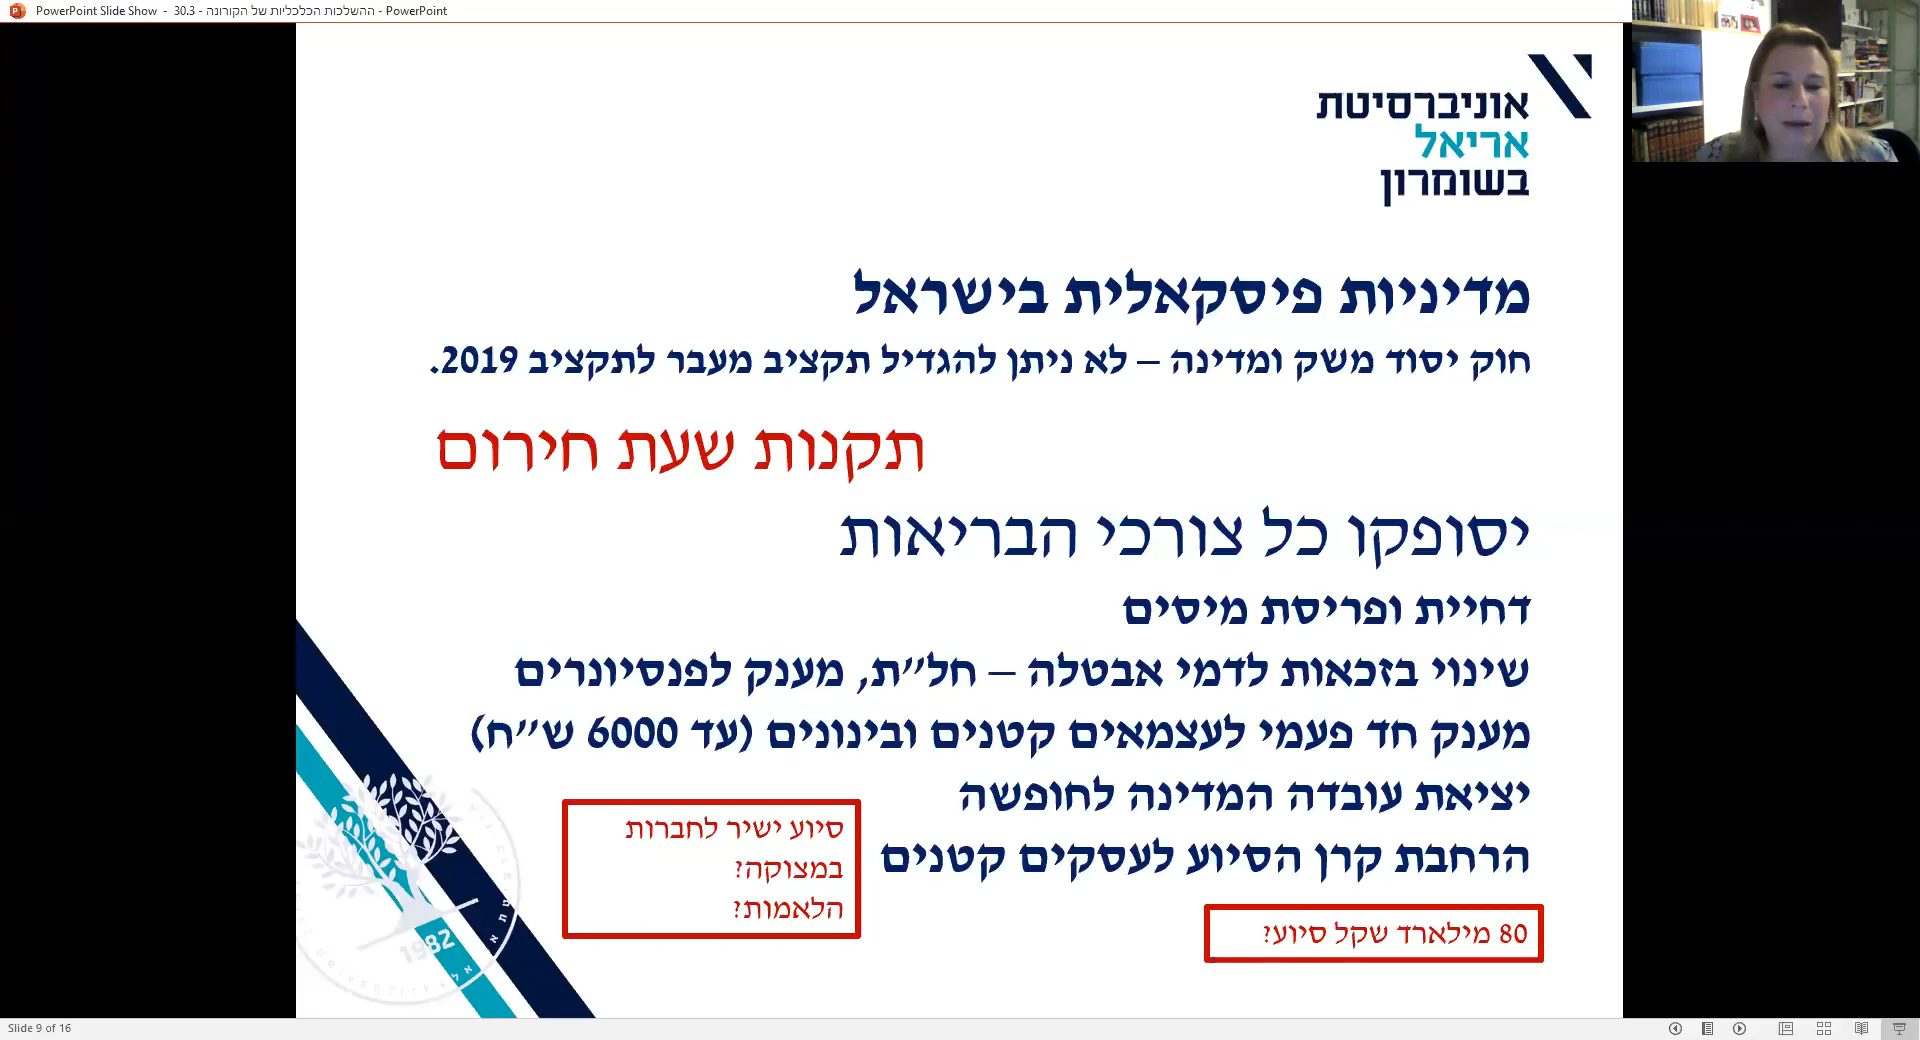 PowerPoint Slide Show - 30.3 - ההשלכות הכלכליות של הקורונה - PowerPoint
אוניברסיטת
אריאל
בשומרון
מדיניות פיסקאלית בישראל
חוק יסוד משק ומדינה – לא ניתן להגדיל תקציב מעבר לתקציב 2019.
תקנות שעת חירום
יסופקו כל צורכי הבריאות
דחיית ופריסת מיסים
שינוי בזכאות לדמי אבטלה – חל״ת, מענק לפנסיונרים
מענק חד פעמי לעצמאים קטנים ובינונים (עד 6000 ש״ח)
יציאת עובדה המדינה לחופשה
הרחבת קרן הסיוע לעסקים קטנים
סיוע ישיר לחברות
במצוקה?
הלאמות?
80 מילארד שקל סיוע?
1982
Slide 9 of 16